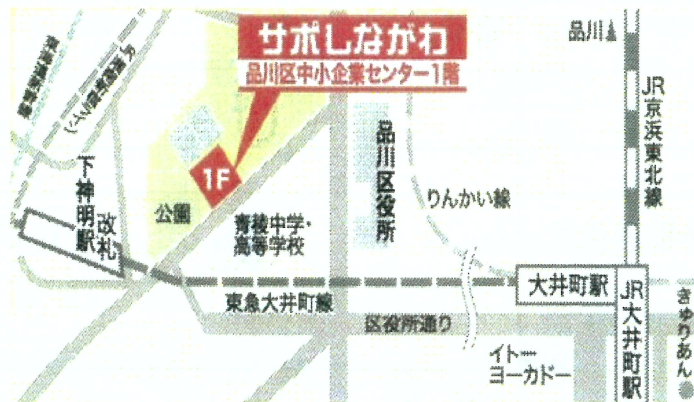 サポしながわ
品川区中小企業センター1階
品川
JR京浜東北線
1F
公園
下神明駅
改札
青稜中学・
高等学校
品川区役所
りんかい線
東急大井町線
大井町駅
JR大井町駅
きゅりあん
区役所通り
イトー
ヨーカドー